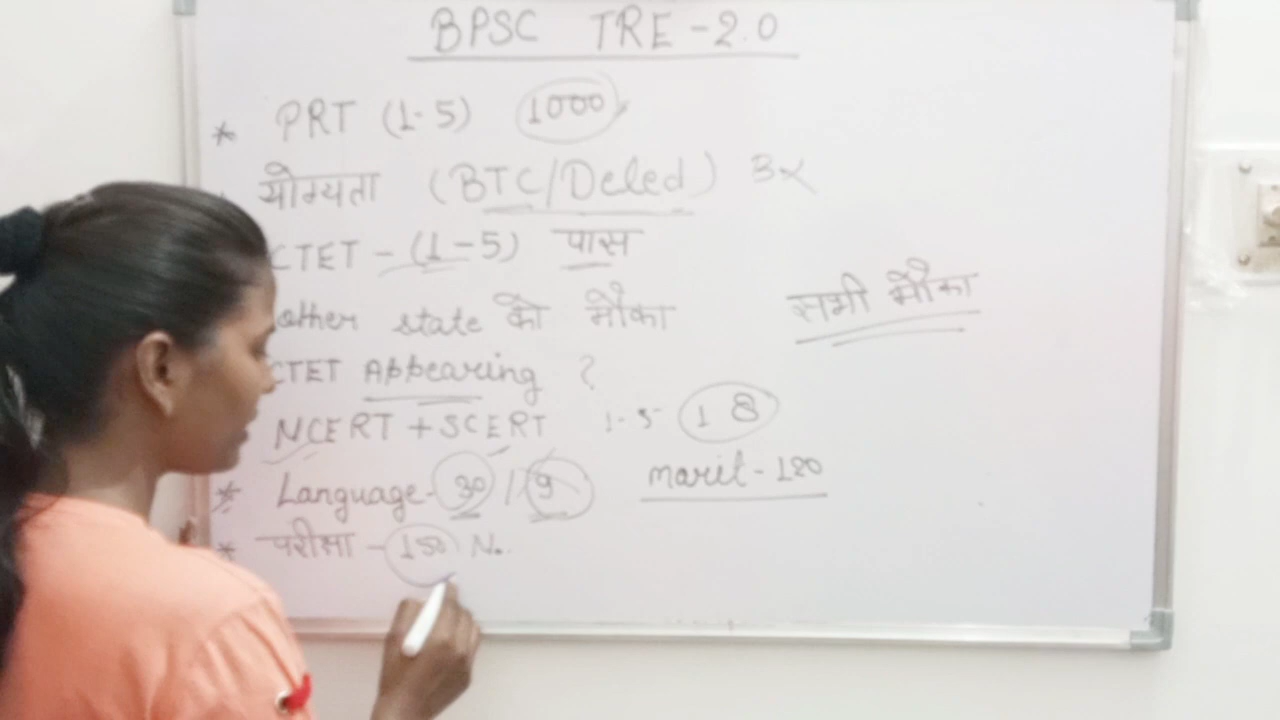 BPSC TRE-2.0
* PRT (1-5) 1000
योग्यता (BTC/Deled) B
CTET - (1-5) पास
other state को मौका सभी मौका
CTET Appearing ?
NCERT + SCERT 1-5 1 8
* Language- 30 / 9 marit-120
* परीक्षा - 150 No.